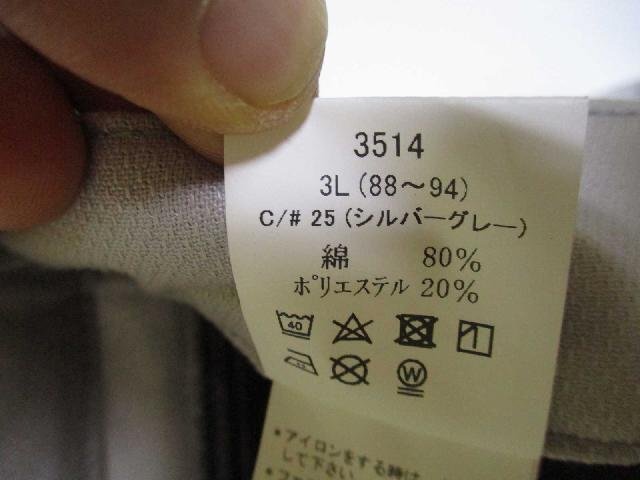 3514
3L(88〜94)
C/# 25(シルバーグレー)
綿 80%
ポリエステル 20%
40
W
*アイロンをする時は
して下さい